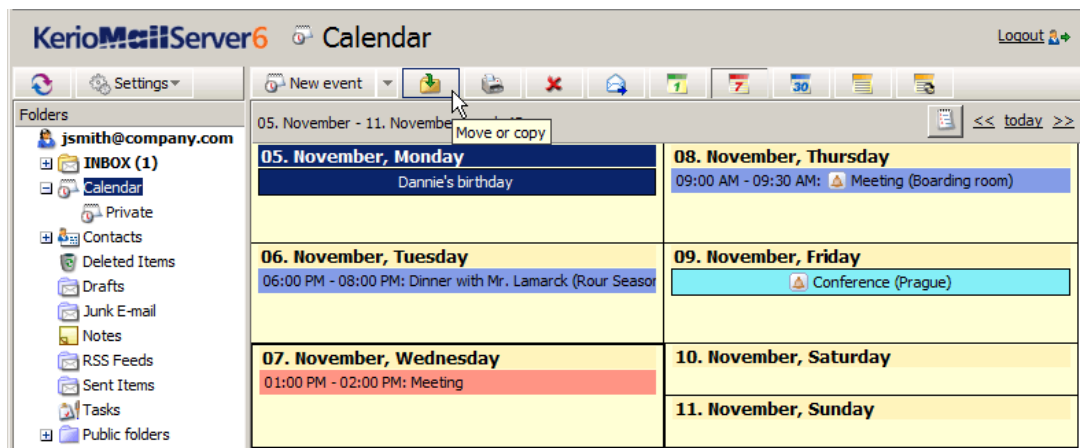 KerioMailServer6 Calendar Logout
Settings New event 1 7 30
Folders
05. November - 11. November
Move or copy
<< today >>
jsmith@company.com
INBOX (1)
Calendar
Private
Contacts
Deleted Items
Drafts
Junk E-mail
Notes
RSS Feeds
Sent Items
Tasks
Public folders
05. November, Monday
Dannie's birthday
06. November, Tuesday
06:00 PM - 08:00 PM: Dinner with Mr. Lamarck (Rour Season
07. November, Wednesday
01:00 PM - 02:00 PM: Meeting
08. November, Thursday
09:00 AM - 09:30 AM: Meeting (Boarding room)
09. November, Friday
Conference (Prague)
10. November, Saturday
11. November, Sunday